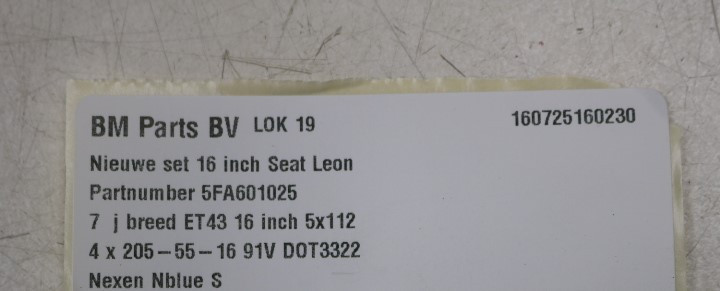 BM Parts BV LOK 19 160725160230
Nieuwe set 16 inch Seat Leon
Partnumber 5FA601025
7 j breed ET43 16 inch 5x112
4 x 205-55-16 91V DOT3322
Nexen Nblue S